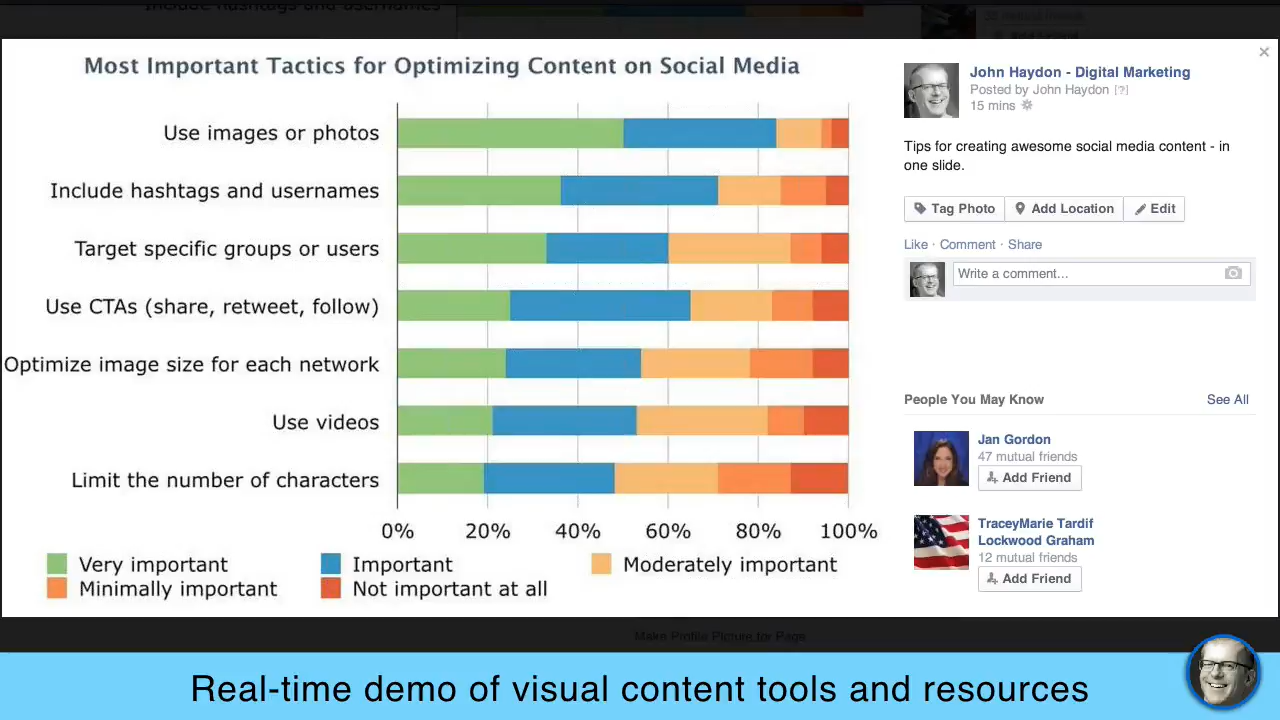 Include hashtags and usernames
Most Important Tactics for Optimizing Content on Social Media
Use images or photos
Include hashtags and usernames
Target specific groups or users
Use CTAs (share, retweet, follow)
Optimize image size for each network
Use videos
Limit the number of characters
0% 20% 40% 60% 80% 100%
Very important Important Moderately important
Minimally important Not important at all
×
John Haydon - Digital Marketing
Posted by John Haydon [?]
15 mins
Tips for creating awesome social media content - in
one slide.
Tag Photo Add Location Edit
Like · Comment · Share
Write a comment...
People You May Know See All
Jan Gordon
47 mutual friends
Add Friend
TraceyMarie Tardif
Lockwood Graham
12 mutual friends
Add Friend
Make Profile Picture for Page
Real-time demo of visual content tools and resources